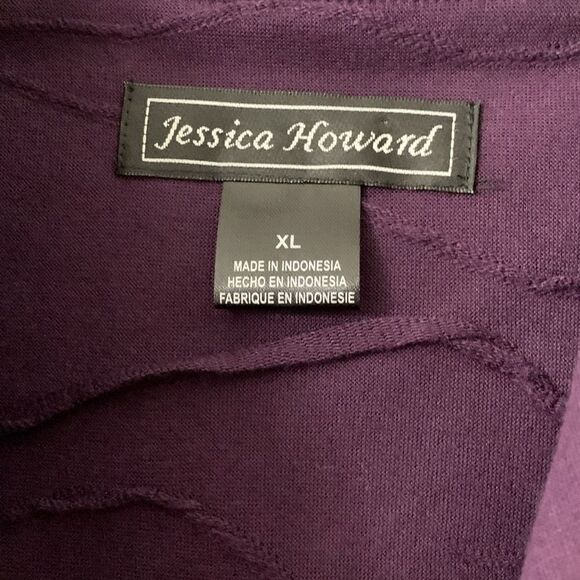 Jessica Howard
XL
MADE IN INDONESIA
HECHO EN INDONESIA
FABRIQUE EN INDONESIE